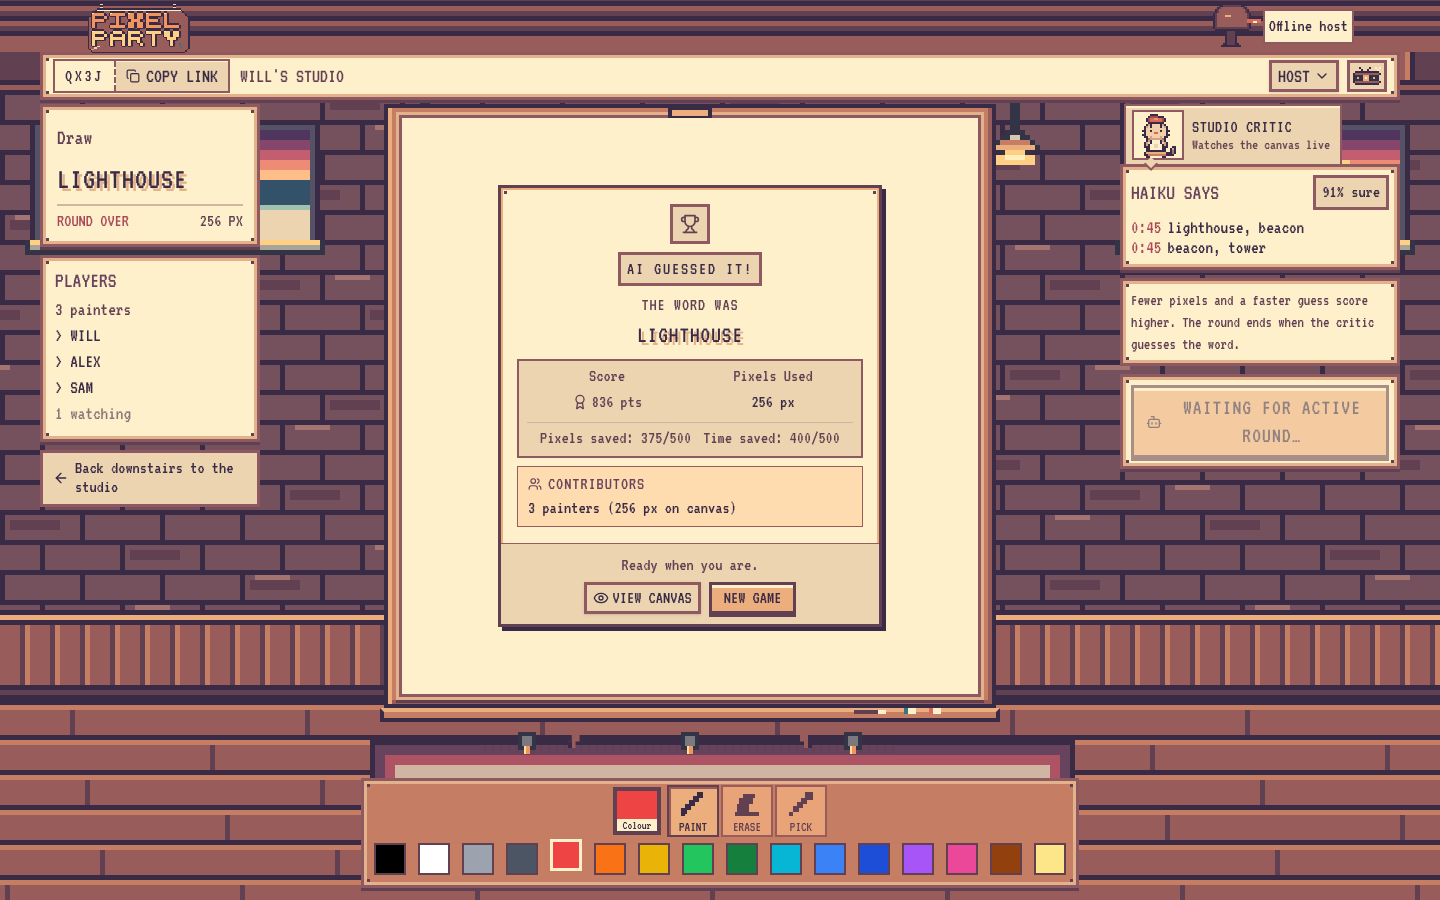 PIXEL
PARTY
Offline host
QX3J
COPY LINK
WILL'S STUDIO
HOST
Draw
LIGHTHOUSE
ROUND OVER
256 PX
PLAYERS
3 painters
> WILL
> ALEX
> SAM
1 watching
Back downstairs to the
studio
AI GUESSED IT!
THE WORD WAS
LIGHTHOUSE
Score
Pixels Used
836 pts
256 px
Pixels saved: 375/500
Time saved: 400/500
CONTRIBUTORS
3 painters (256 px on canvas)
Ready when you are.
VIEW CANVAS
NEW GAME
STUDIO CRITIC
Watches the canvas live
HAIKU SAYS
91% sure
0:45 lighthouse, beacon
0:45 beacon, tower
Fewer pixels and a faster guess score
higher. The round ends when the critic
guesses the word.
WAITING FOR ACTIVE
ROUND…
Colour
PAINT
ERASE
PICK